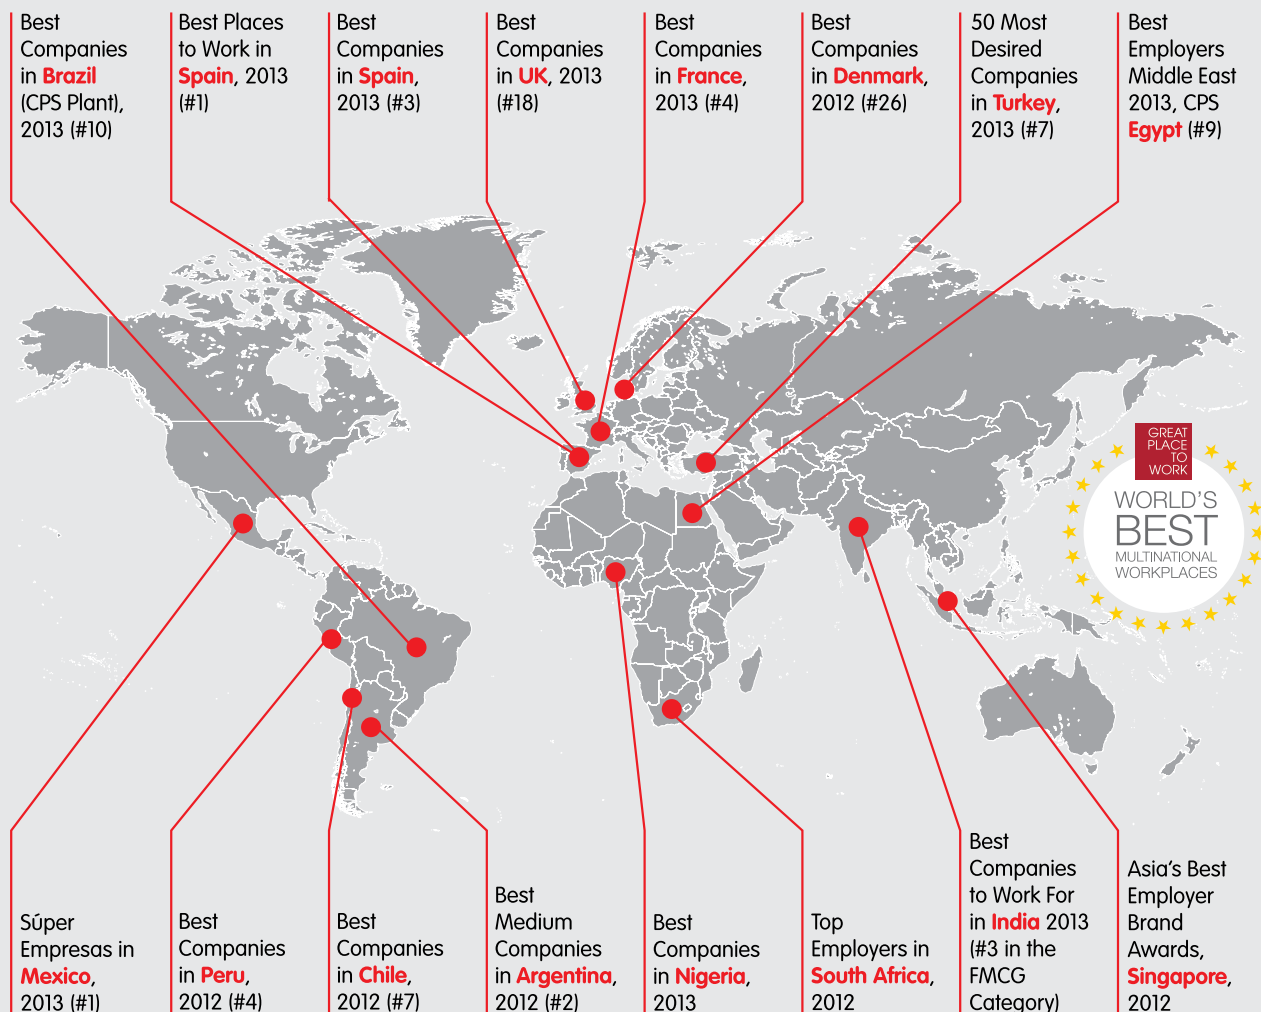 Best
Companies
in Brazil
(CPS Plant),
2013 (#10)
Best Places
to Work in
Spain, 2013
(#1)
Best
Companies
in Spain,
2013 (#3)
Best
Companies
in UK, 2013
(#18)
Best
Companies
in France,
2013 (#4)
Best
Companies
in Denmark,
2012 (#26)
50 Most
Desired
Companies
in Turkey,
2013 (#7)
Best
Employers
Middle East
2013, CPS
Egypt (#9)
GREAT
PLACE
TO
WORK
WORLD'S
BEST
MULTINATIONAL
WORKPLACES
Súper
Empresas in
Mexico,
2013 (#1)
Best
Companies
in Peru,
2012 (#4)
Best
Companies
in Chile,
2012 (#7)
Best
Medium
Companies
in Argentina,
2012 (#2)
Best
Companies
in Nigeria,
2013
Top
Employers in
South Africa,
2012
Best
Companies
to Work For
in India 2013
(#3 in the
FMCG
Category)
Asia's Best
Employer
Brand
Awards,
Singapore,
2012